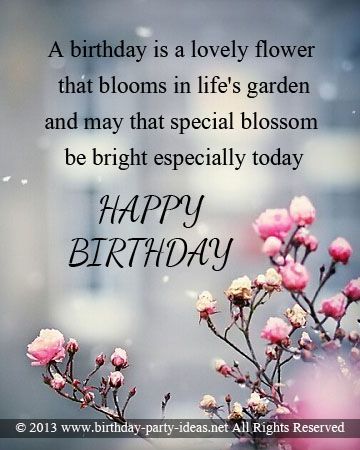 A birthday is a lovely flower
that blooms in life's garden
and may that special blossom
be bright especially today
HAPPY
BIRTHDAY
© 2013 www.birthday-party-ideas.net All Rights Reserved